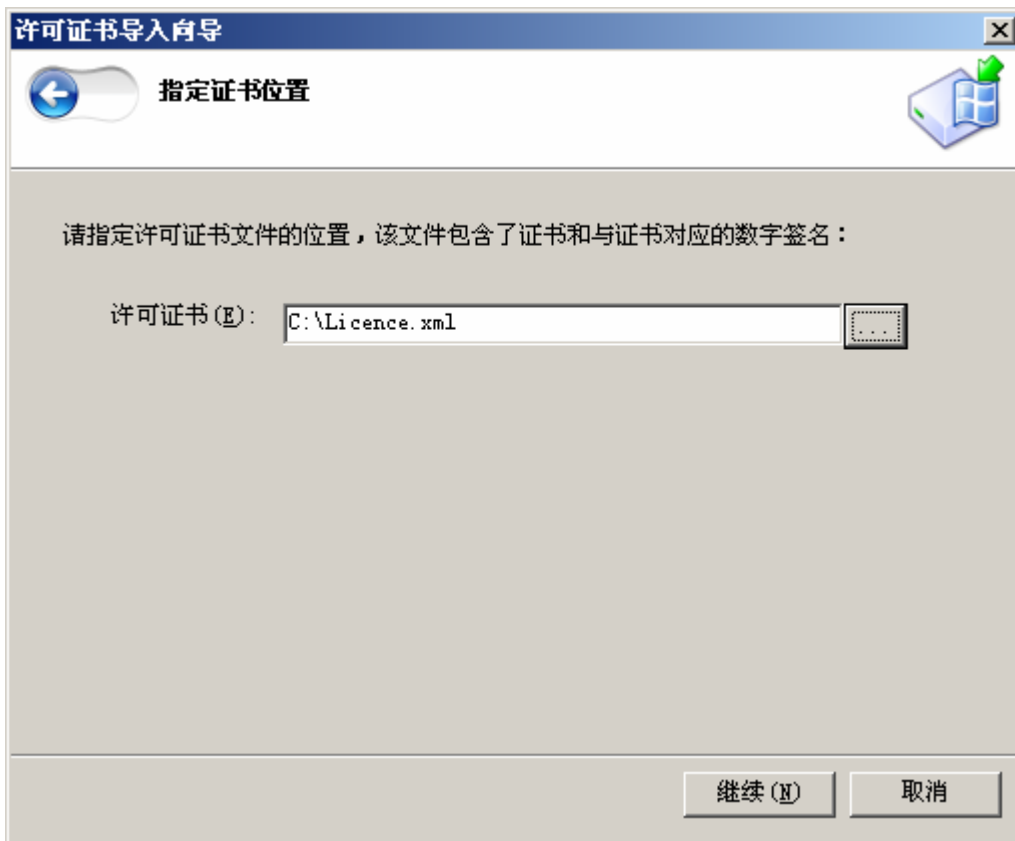 许可证书导入向导
指定证书位置
请指定许可证书文件的位置，该文件包含了证书和与证书对应的数字签名：
许可证书(E): C:\Licence.xml ...
继续(N) 取消